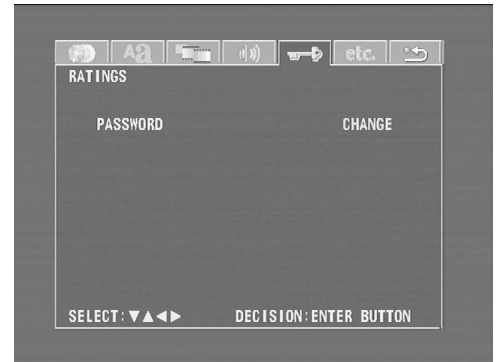 Aa etc.
RATINGS
PASSWORD CHANGE
SELECT:▼▲◀▶ DECISION:ENTER BUTTON